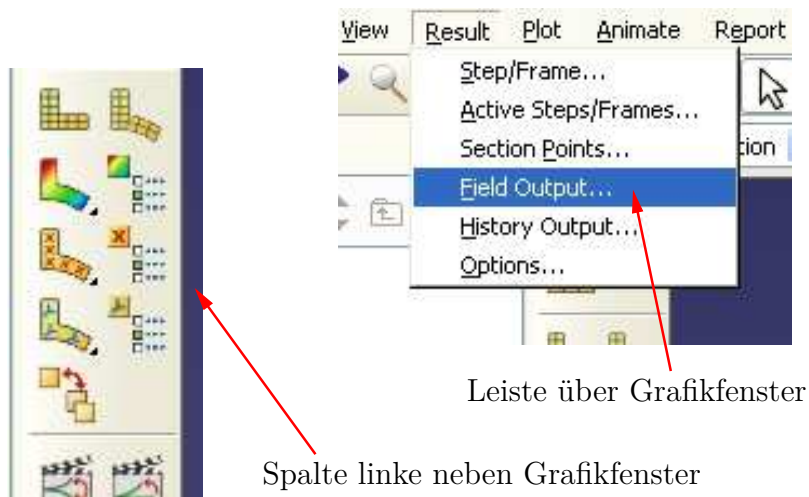 View Result Plot Animate Report
Step/Frame...
Active Steps/Frames...
Section Points...
tion
Field Output...
History Output...
Options...
Leiste über Grafikfenster
Spalte linke neben Grafikfenster